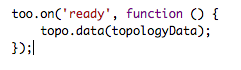 too.on('ready', function () {
    topo.data(topologyData);
});